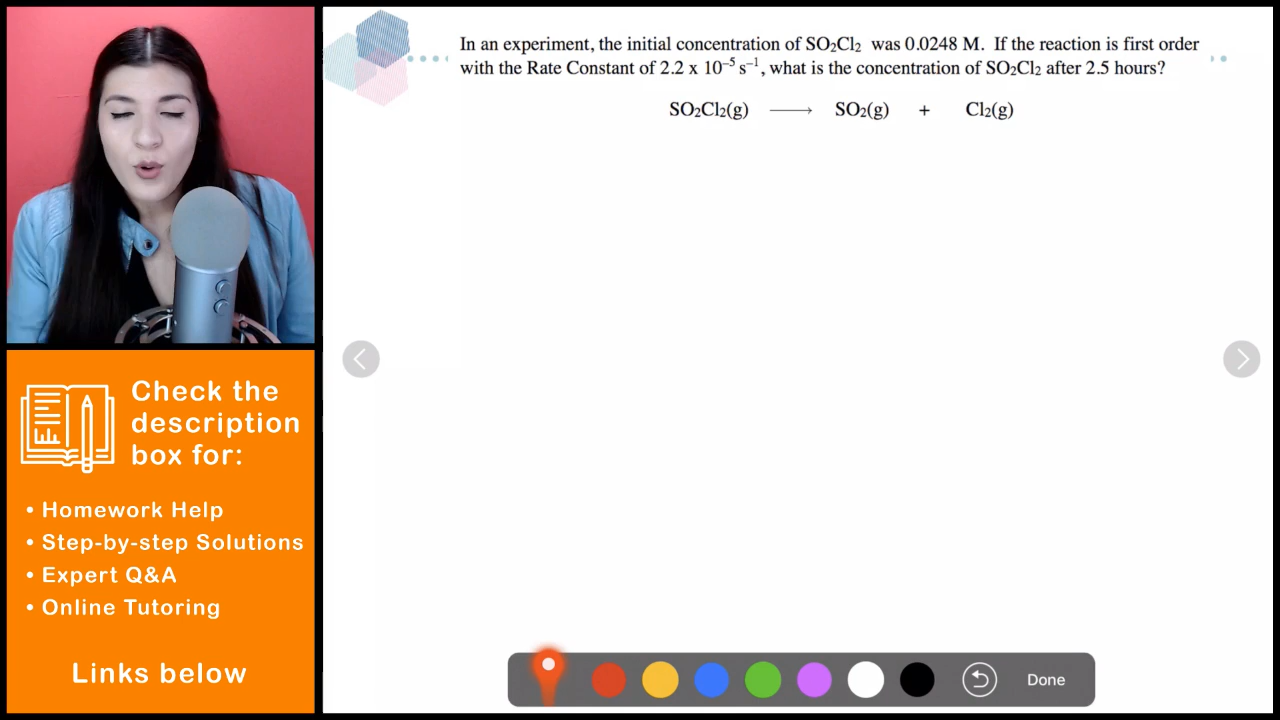 In an experiment, the initial concentration of SO₂Cl₂ was 0.0248 M. If the reaction is first order
with the Rate Constant of 2.2 x 10⁻⁵ s⁻¹, what is the concentration of SO₂Cl₂ after 2.5 hours?
SO₂Cl₂(g) ⟶ SO₂(g) + Cl₂(g)
Check the
description
box for:
• Homework Help
• Step-by-step Solutions
• Expert Q&A
• Online Tutoring
Links below
Done